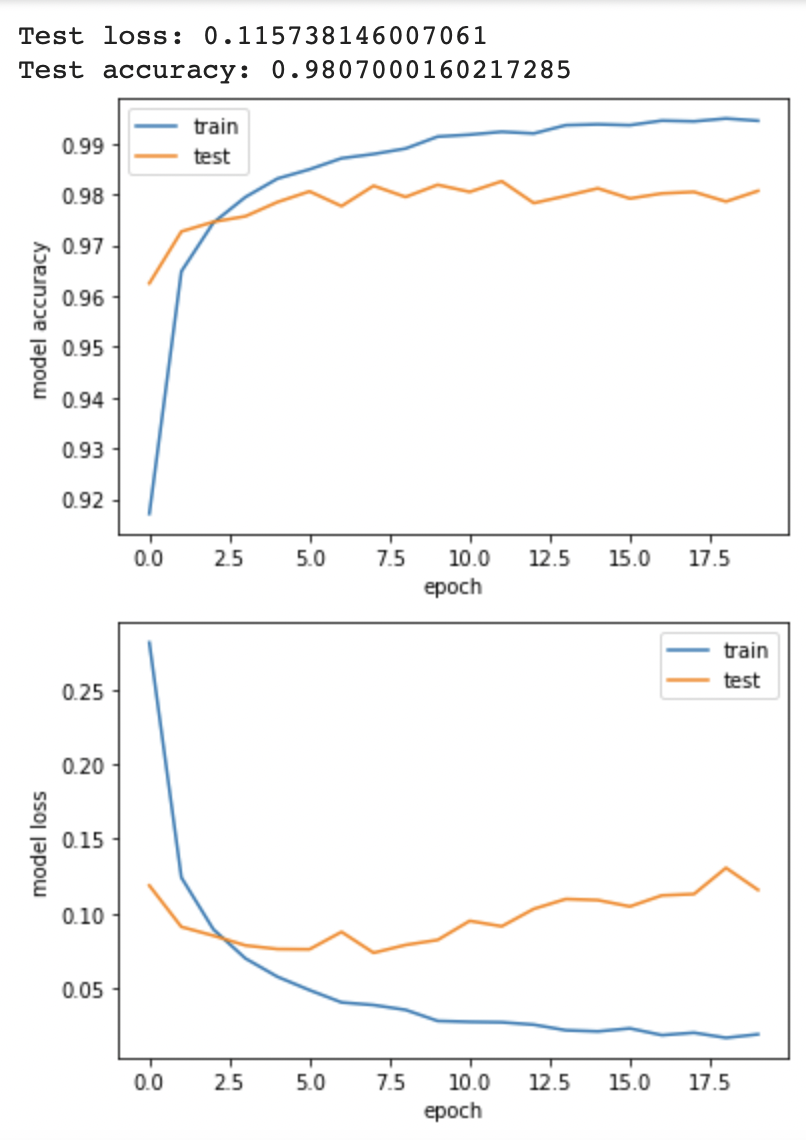 Test loss: 0.115738146007061
Test accuracy: 0.9807000160217285
train
test
0.99
0.98
0.97
0.96
0.95
0.94
0.93
0.92
model accuracy
0.0 2.5 5.0 7.5 10.0 12.5 15.0 17.5
epoch
train
test
0.25
0.20
0.15
0.10
0.05
model loss
0.0 2.5 5.0 7.5 10.0 12.5 15.0 17.5
epoch